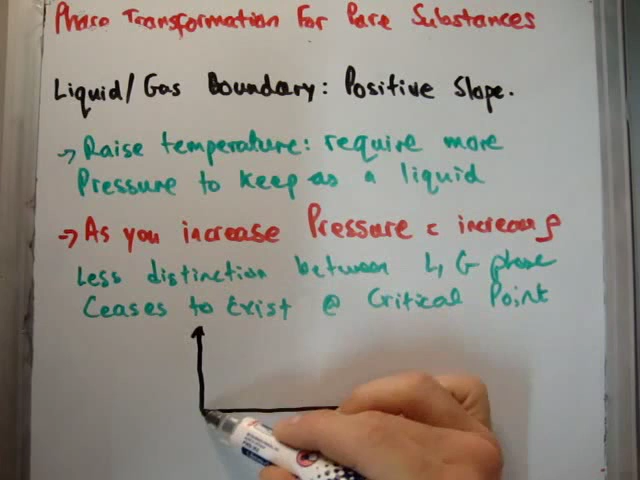 Phase Transformation For Pure Substances
Liquid/Gas Boundary: Positive Slope.
→ Raise temperature: require more
Pressure to keep as a liquid
→ As you increase Pressure & increas ρ
Less distinction between L, G phase
Ceases to Exist @ Critical Point